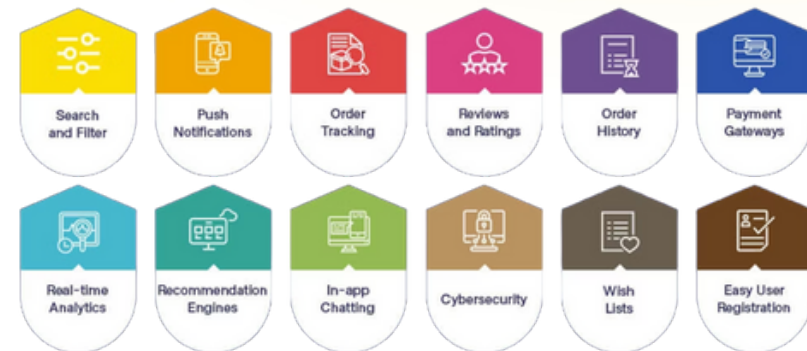 Search
and Filter
Push
Notifications
Order
Tracking
Reviews
and Ratings
Order
History
Payment
Gateways
Real-time
Analytics
Recommendation
Engines
In-app
Chatting
Cybersecurity
Wish
Lists
Easy User
Registration